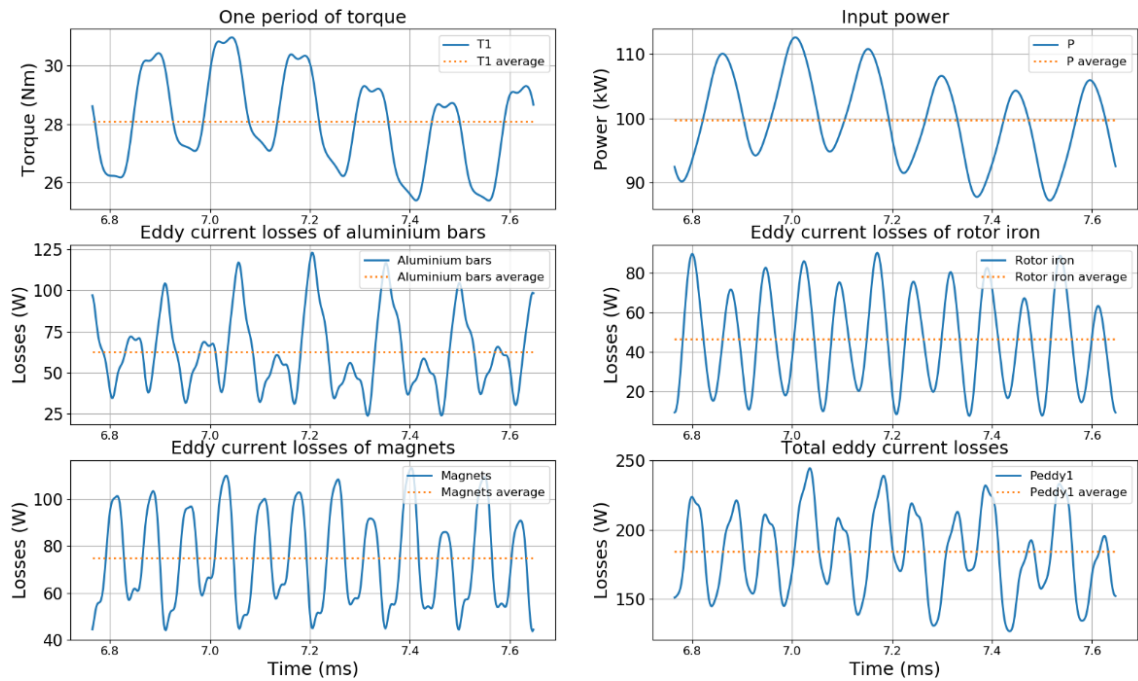 One period of torque
Torque (Nm)
30
28
26
T1
T1 average
6.8 7.0 7.2 7.4 7.6
Input power
Power (kW)
110
100
90
P
P average
6.8 7.0 7.2 7.4 7.6
Eddy current losses of aluminium bars
Losses (W)
125
100
75
50
25
Aluminium bars
Aluminium bars average
6.8 7.0 7.2 7.4 7.6
Eddy current losses of rotor iron
Losses (W)
80
60
40
20
Rotor iron
Rotor iron average
6.8 7.0 7.2 7.4 7.6
Eddy current losses of magnets
Losses (W)
100
80
60
40
Magnets
Magnets average
6.8 7.0 7.2 7.4 7.6
Time (ms)
Total eddy current losses
Losses (W)
250
200
150
Peddy1
Peddy1 average
6.8 7.0 7.2 7.4 7.6
Time (ms)